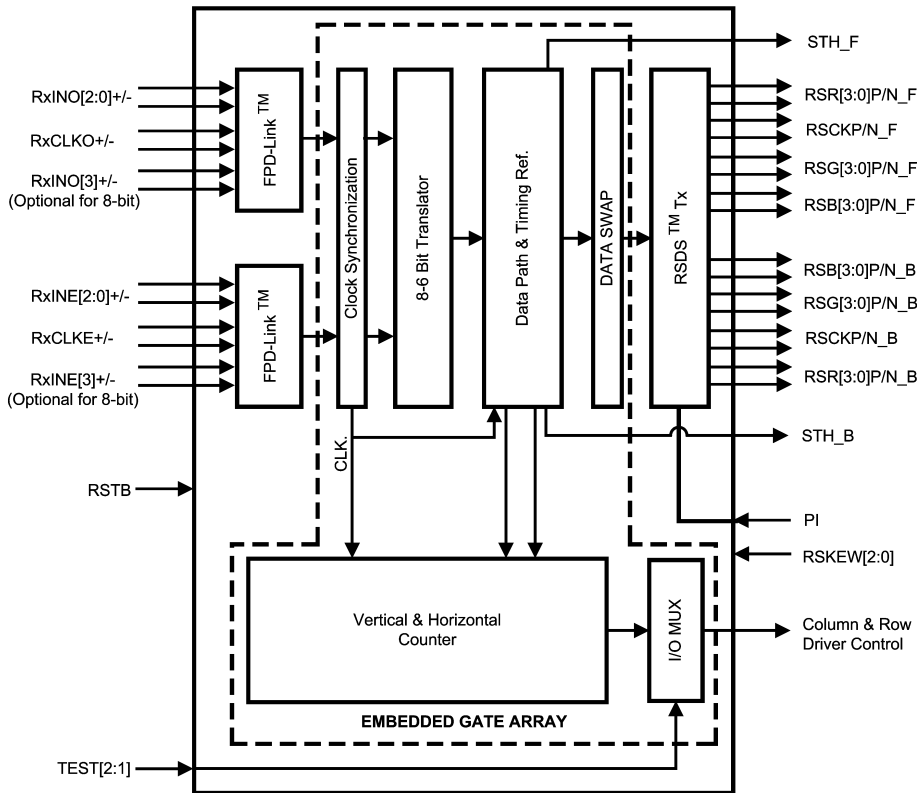 STH_F
RxINO[2:0]+/-
RxCLKO+/-
RxINO[3]+/-
(Optional for 8-bit)
FPD-Link TM
RxINE[2:0]+/-
RxCLKE+/-
RxINE[3]+/-
(Optional for 8-bit)
FPD-Link TM
Clock Synchronization
8-6 Bit Translator
Data Path & Timing Ref.
DATA SWAP
RSDS TM Tx
RSR[3:0]P/N_F
RSCKP/N_F
RSG[3:0]P/N_F
RSB[3:0]P/N_F
RSB[3:0]P/N_B
RSG[3:0]P/N_B
RSCKP/N_B
RSR[3:0]P/N_B
STH_B
CLK.
RSTB
PI
RSKEW[2:0]
Vertical & Horizontal
Counter
I/O MUX
Column & Row
Driver Control
EMBEDDED GATE ARRAY
TEST[2:1]